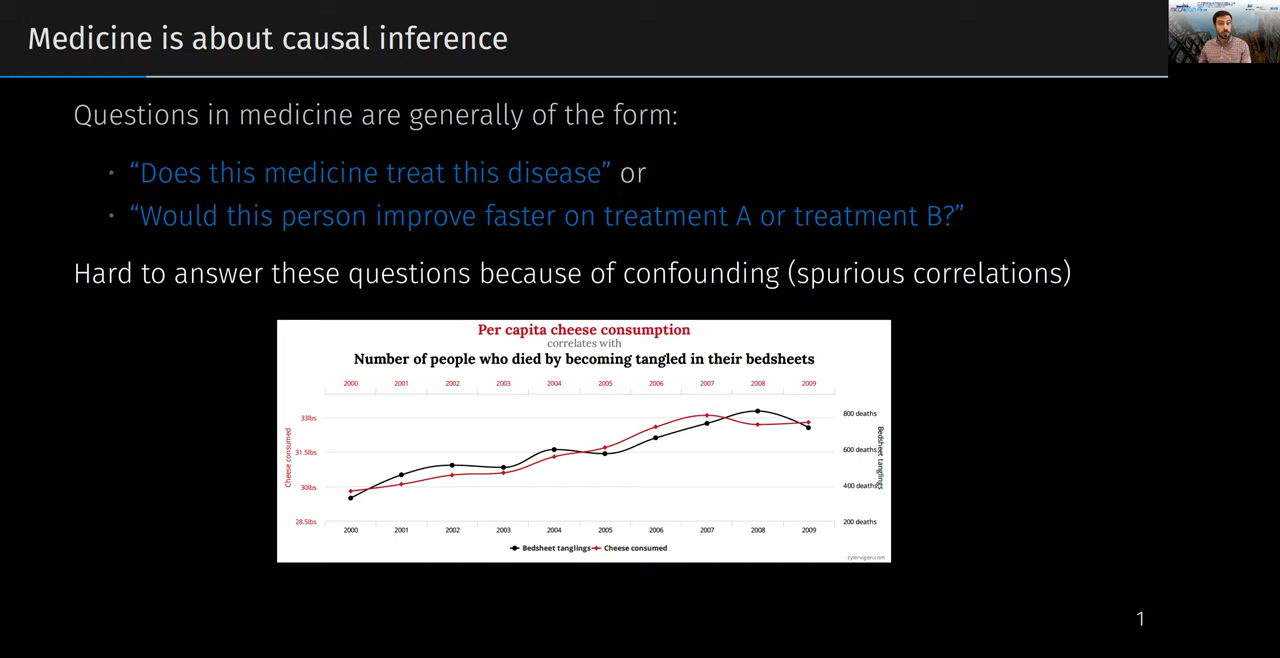 Medicine is about causal inference
Questions in medicine are generally of the form:
· “Does this medicine treat this disease” or
· “Would this person improve faster on treatment A or treatment B?”
Hard to answer these questions because of confounding (spurious correlations)
Per capita cheese consumption
correlates with
Number of people who died by becoming tangled in their bedsheets
2000 2001 2002 2003 2004 2005 2006 2007 2008 2009
33lbs
31.5lbs
30lbs
28.5lbs
Cheese consumed
800 deaths
600 deaths
400 deaths
200 deaths
Bedsheet tanglings
2000 2001 2002 2003 2004 2005 2006 2007 2008 2009
Bedsheet tanglings Cheese consumed
tylervigen.com
1